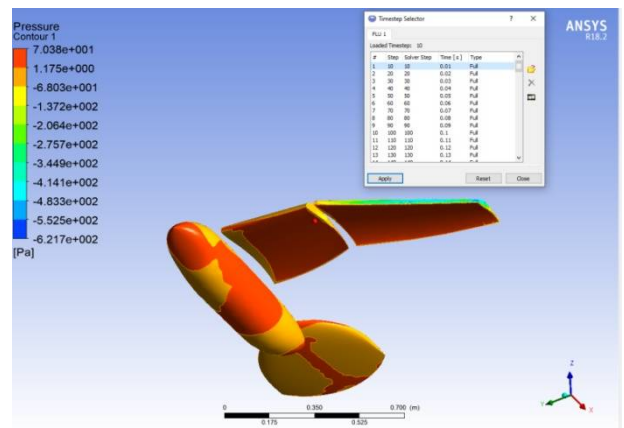 Pressure
Contour 1
7.038e+001
1.175e+000
-6.803e+001
-1.372e+002
-2.064e+002
-2.757e+002
-3.449e+002
-4.141e+002
-4.833e+002
-5.525e+002
-6.217e+002
[Pa]
Timestep Selector
ANSYS
R18.2
FLU 1
Loaded Timestep: 10
# Step Solver Step Time [ s ] Type
1 10 10 0.01 Full
2 20 20 0.02 Full
3 30 30 0.03 Full
4 40 40 0.04 Full
5 50 50 0.05 Full
6 60 60 0.06 Full
7 70 70 0.07 Full
8 80 80 0.08 Full
9 90 90 0.09 Full
10 100 100 0.1 Full
11 110 110 0.11 Full
12 120 120 0.12 Full
13 130 130 0.13 Full
Apply Reset Close
0 0.350 0.700 (m)
0.175 0.525
Z
Y
X